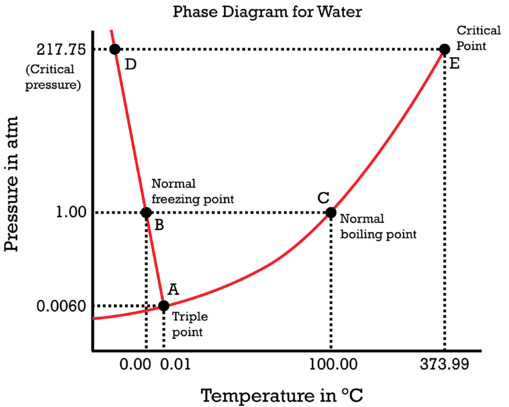 Phase Diagram for Water
Critical
Point
217.75
(Critical
pressure)
D
E
Normal
freezing point
C
1.00
B
Normal
boiling point
A
0.0060
Triple
point
0.00 0.01 100.00 373.99
Temperature in °C
Pressure in atm